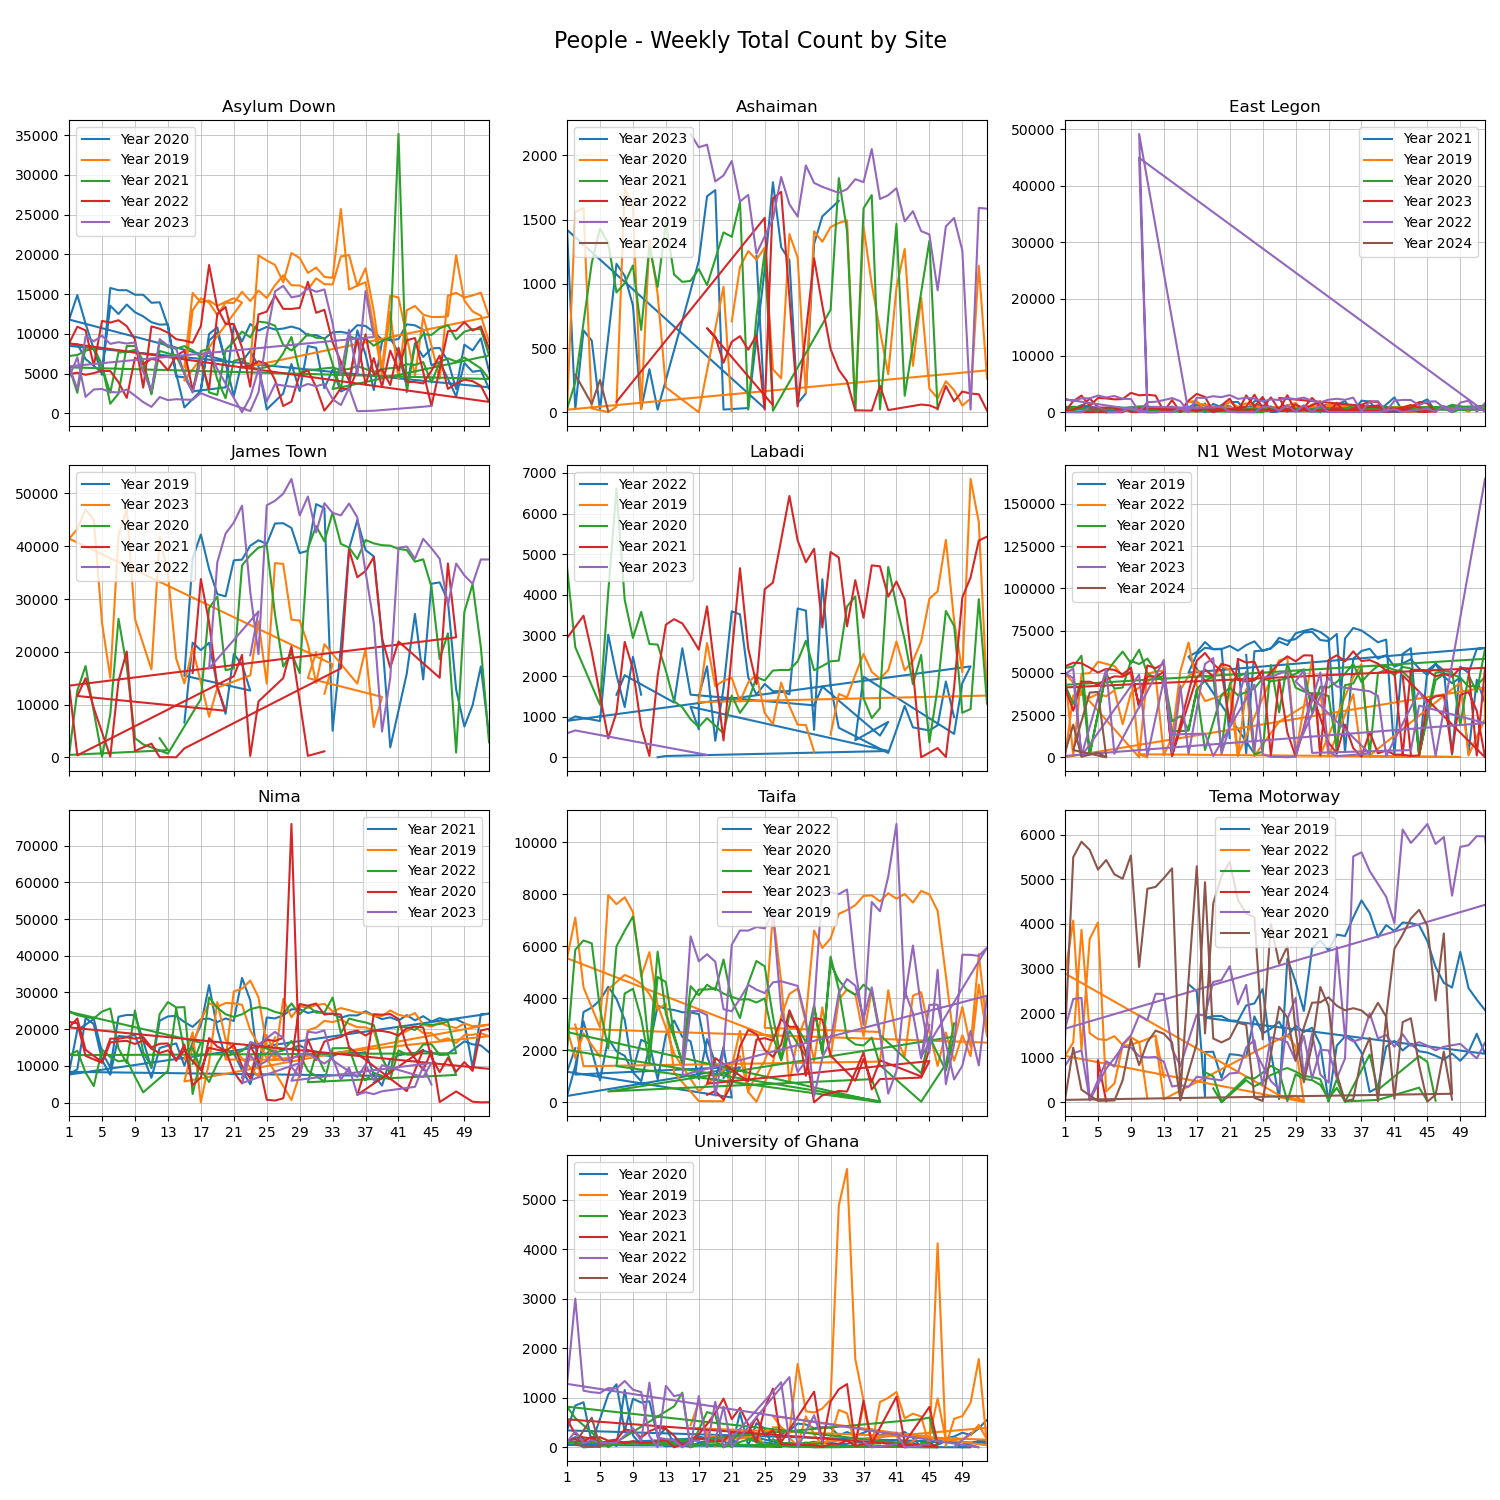 People - Weekly Total Count by Site
Asylum Down
35000
30000
25000
20000
15000
10000
5000
0
Year 2020
Year 2019
Year 2021
Year 2022
Year 2023
Ashaiman
2000
1500
1000
500
0
Year 2023
Year 2020
Year 2021
Year 2022
Year 2019
Year 2024
East Legon
50000
40000
30000
20000
10000
0
Year 2021
Year 2019
Year 2020
Year 2023
Year 2022
Year 2024
James Town
50000
40000
30000
20000
10000
0
Year 2019
Year 2023
Year 2020
Year 2021
Year 2022
Labadi
7000
6000
5000
4000
3000
2000
1000
0
Year 2022
Year 2019
Year 2020
Year 2021
Year 2023
N1 West Motorway
150000
125000
100000
75000
50000
25000
0
Year 2019
Year 2022
Year 2020
Year 2021
Year 2023
Year 2024
Nima
70000
60000
50000
40000
30000
20000
10000
0
Year 2021
Year 2019
Year 2022
Year 2020
Year 2023
1 5 9 13 17 21 25 29 33 37 41 45 49
Taifa
10000
8000
6000
4000
2000
0
Year 2022
Year 2020
Year 2021
Year 2023
Year 2019
Tema Motorway
6000
5000
4000
3000
2000
1000
0
Year 2019
Year 2022
Year 2023
Year 2024
Year 2020
Year 2021
1 5 9 13 17 21 25 29 33 37 41 45 49
University of Ghana
5000
4000
3000
2000
1000
0
Year 2020
Year 2019
Year 2023
Year 2021
Year 2022
Year 2024
1 5 9 13 17 21 25 29 33 37 41 45 49